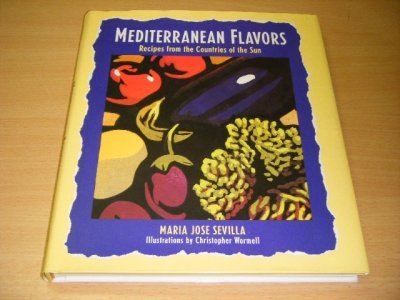 MEDITERRANEAN FLAVORS
Recipes from the Countries of the Sun
MARIA JOSE SEVILLA
Illustrations by Christopher Wormell